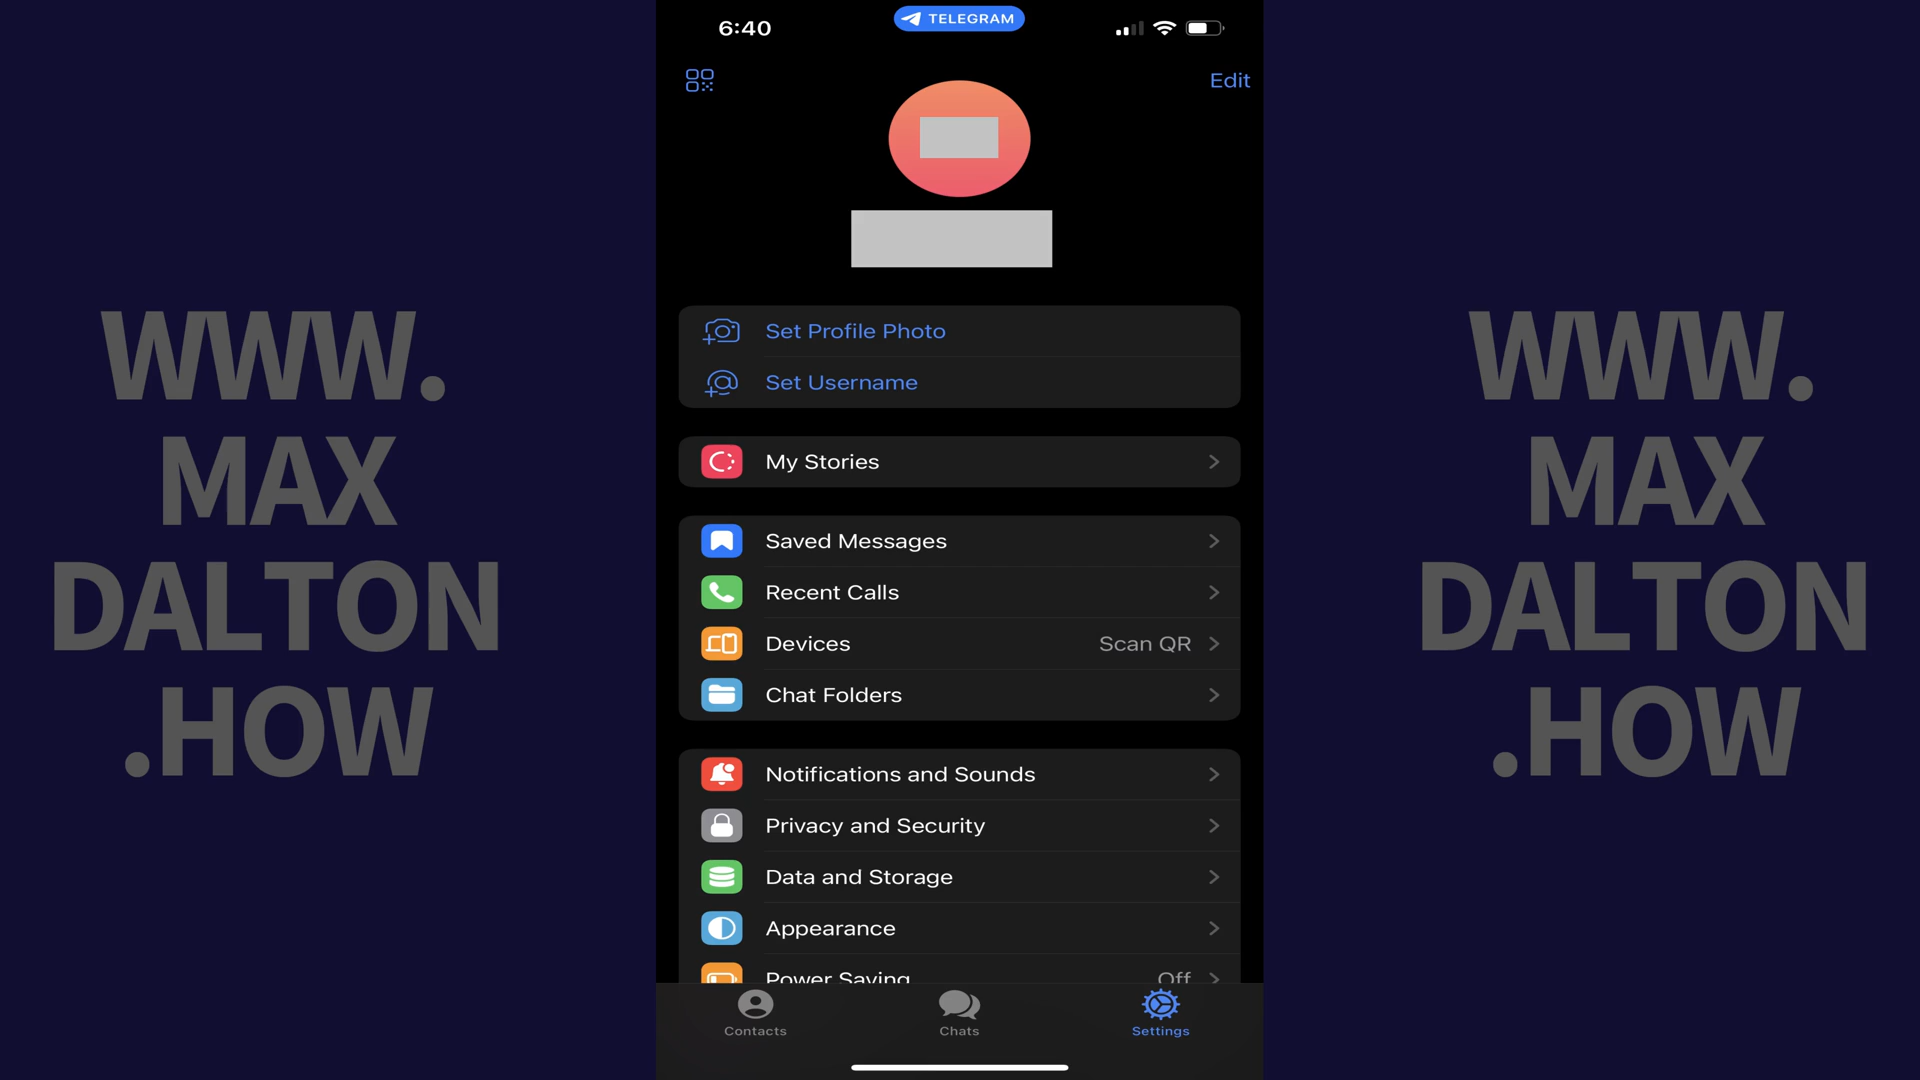 6:40
TELEGRAM
Edit
WWW.
MAX
DALTON
.HOW
Set Profile Photo
Set Username
My Stories
Saved Messages
Recent Calls
Devices Scan QR
Chat Folders
Notifications and Sounds
Privacy and Security
Data and Storage
Appearance
Power Saving Off
Contacts
Chats
Settings
WWW.
MAX
DALTON
.HOW